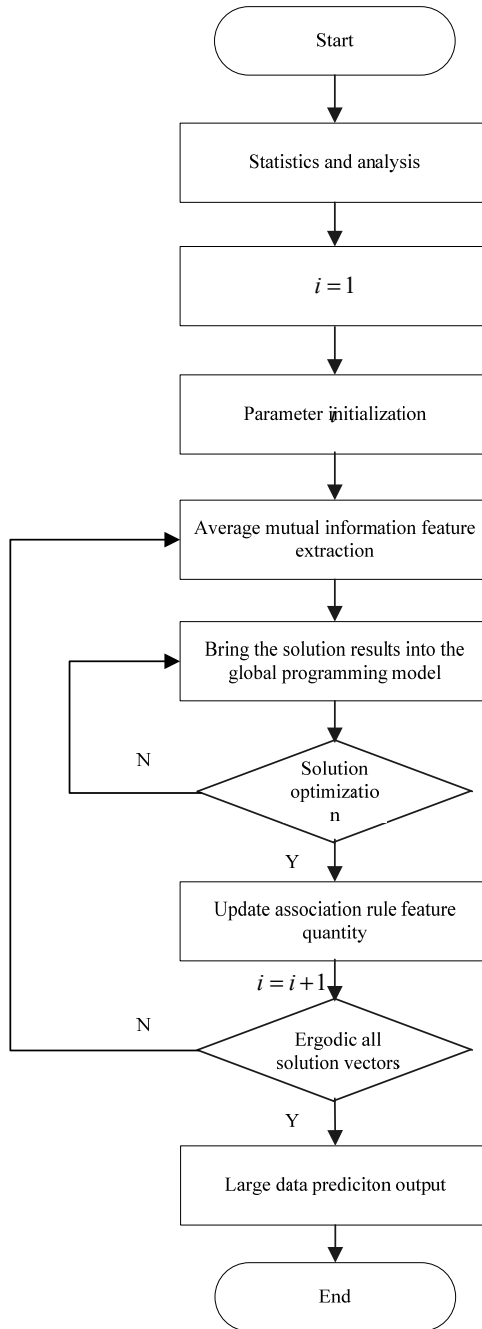 Start
Statistics and analysis
i = 1
Parameter initialization
i
Average mutual information feature
extraction
Bring the solution results into the
global programming model
N
Solution
optimizatio
n
Y
Update association rule feature
quantity
i = i + 1
N
Ergodic all
solution vectors
Y
Large data prediciton output
End